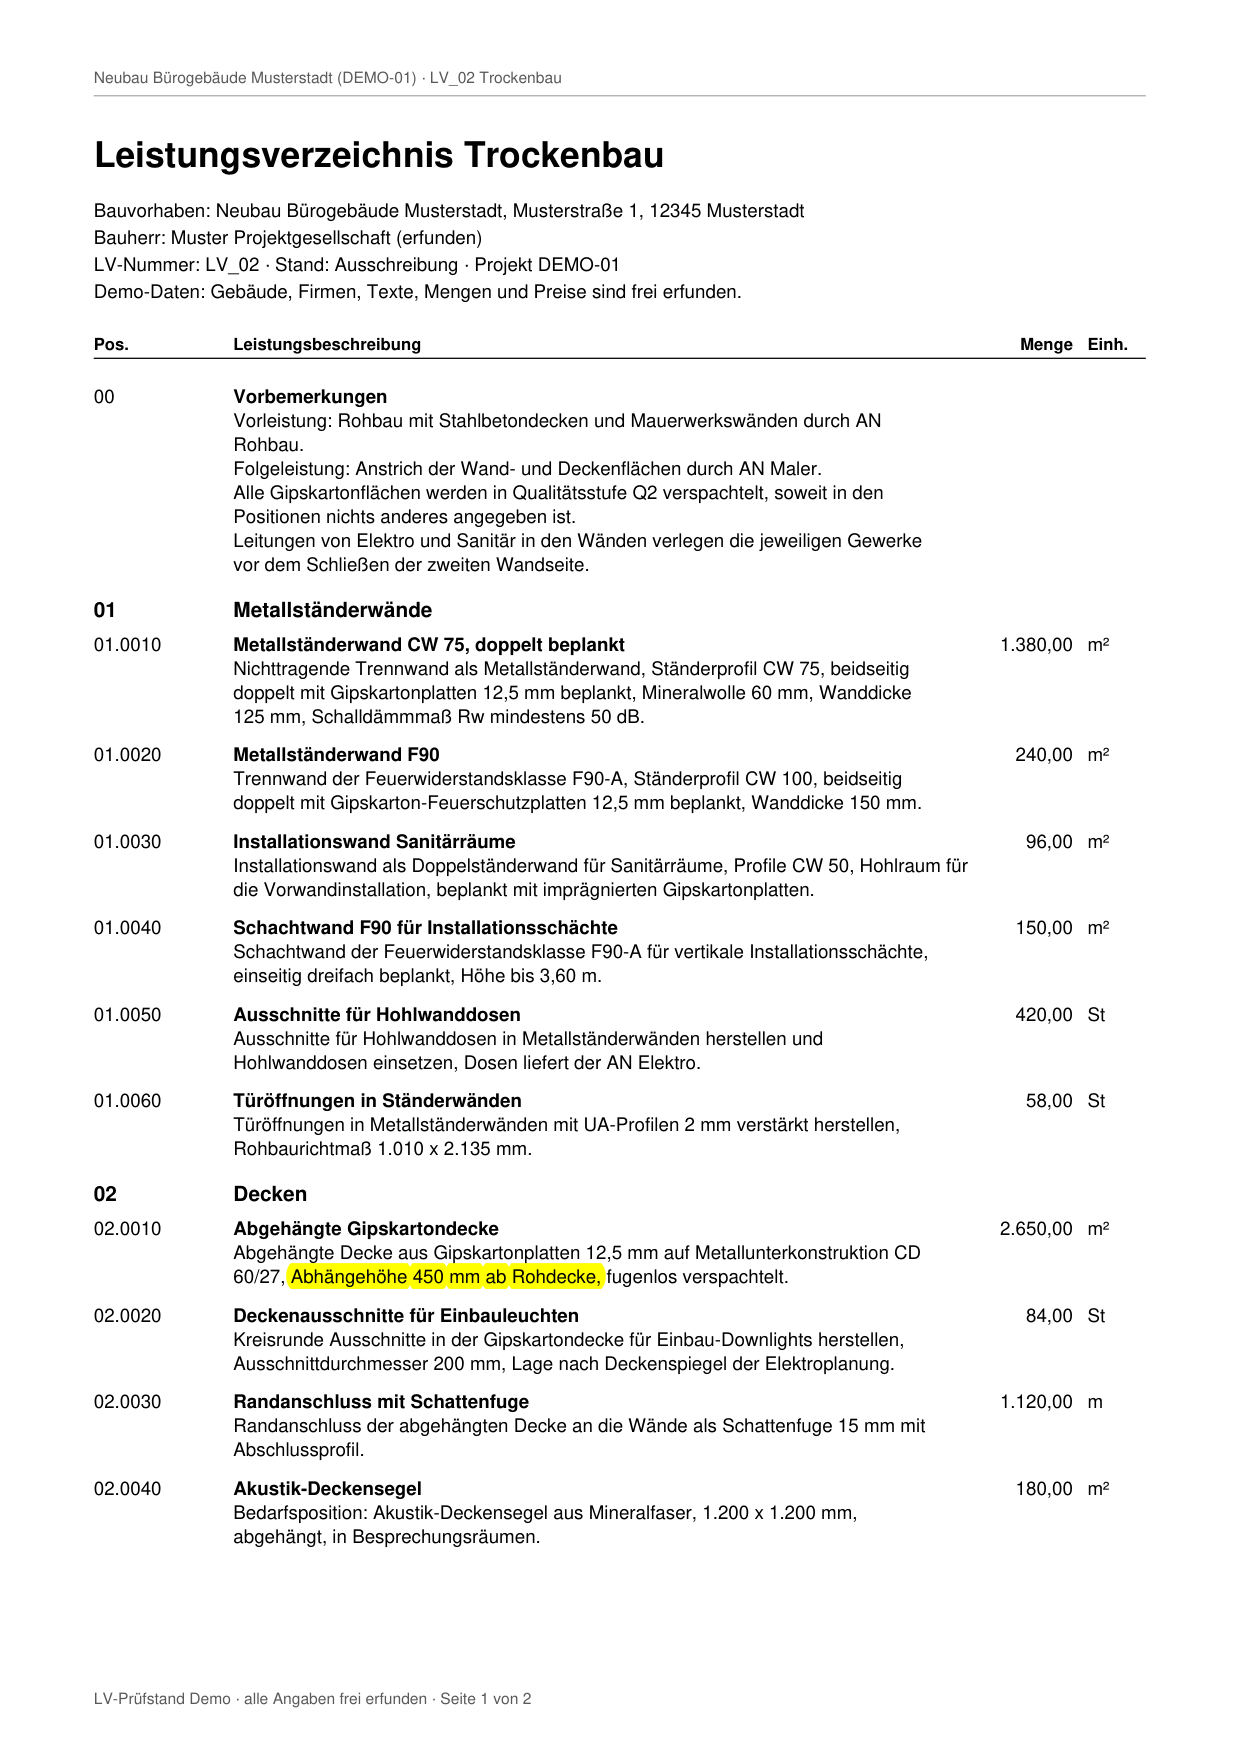 Neubau Bürogebäude Musterstadt (DEMO-01) · LV_02 Trockenbau
Leistungsverzeichnis Trockenbau
Bauvorhaben: Neubau Bürogebäude Musterstadt, Musterstraße 1, 12345 Musterstadt
Bauherr: Muster Projektgesellschaft (erfunden)
LV-Nummer: LV_02 · Stand: Ausschreibung · Projekt DEMO-01
Demo-Daten: Gebäude, Firmen, Texte, Mengen und Preise sind frei erfunden.
Pos. Leistungsbeschreibung Menge Einh.
00 Vorbemerkungen
Vorleistung: Rohbau mit Stahlbetondecken und Mauerwerkswänden durch AN
Rohbau.
Folgeleistung: Anstrich der Wand- und Deckenflächen durch AN Maler.
Alle Gipskartonflächen werden in Qualitätsstufe Q2 verspachtelt, soweit in den
Positionen nichts anderes angegeben ist.
Leitungen von Elektro und Sanitär in den Wänden verlegen die jeweiligen Gewerke
vor dem Schließen der zweiten Wandseite.
01 Metallständerwände
01.0010 Metallständerwand CW 75, doppelt beplankt 1.380,00 m²
Nichttragende Trennwand als Metallständerwand, Ständerprofil CW 75, beidseitig
doppelt mit Gipskartonplatten 12,5 mm beplankt, Mineralwolle 60 mm, Wanddicke
125 mm, Schalldämmmaß Rw mindestens 50 dB.
01.0020 Metallständerwand F90 240,00 m²
Trennwand der Feuerwiderstandsklasse F90-A, Ständerprofil CW 100, beidseitig
doppelt mit Gipskarton-Feuerschutzplatten 12,5 mm beplankt, Wanddicke 150 mm.
01.0030 Installationswand Sanitärräume 96,00 m²
Installationswand als Doppelständerwand für Sanitärräume, Profile CW 50, Hohlraum für
die Vorwandinstallation, beplankt mit imprägnierten Gipskartonplatten.
01.0040 Schachtwand F90 für Installationsschächte 150,00 m²
Schachtwand der Feuerwiderstandsklasse F90-A für vertikale Installationsschächte,
einseitig dreifach beplankt, Höhe bis 3,60 m.
01.0050 Ausschnitte für Hohlwanddosen 420,00 St
Ausschnitte für Hohlwanddosen in Metallständerwänden herstellen und
Hohlwanddosen einsetzen, Dosen liefert der AN Elektro.
01.0060 Türöffnungen in Ständerwänden 58,00 St
Türöffnungen in Metallständerwänden mit UA-Profilen 2 mm verstärkt herstellen,
Rohbaurichtmaß 1.010 x 2.135 mm.
02 Decken
02.0010 Abgehängte Gipskartondecke 2.650,00 m²
Abgehängte Decke aus Gipskartonplatten 12,5 mm auf Metallunterkonstruktion CD
60/27, Abhängehöhe 450 mm ab Rohdecke, fugenlos verspachtelt.
02.0020 Deckenausschnitte für Einbauleuchten 84,00 St
Kreisrunde Ausschnitte in der Gipskartondecke für Einbau-Downlights herstellen,
Ausschnittdurchmesser 200 mm, Lage nach Deckenspiegel der Elektroplanung.
02.0030 Randanschluss mit Schattenfuge 1.120,00 m
Randanschluss der abgehängten Decke an die Wände als Schattenfuge 15 mm mit
Abschlussprofil.
02.0040 Akustik-Deckensegel 180,00 m²
Bedarfsposition: Akustik-Deckensegel aus Mineralfaser, 1.200 x 1.200 mm,
abgehängt, in Besprechungsräumen.
LV-Prüfstand Demo · alle Angaben frei erfunden · Seite 1 von 2